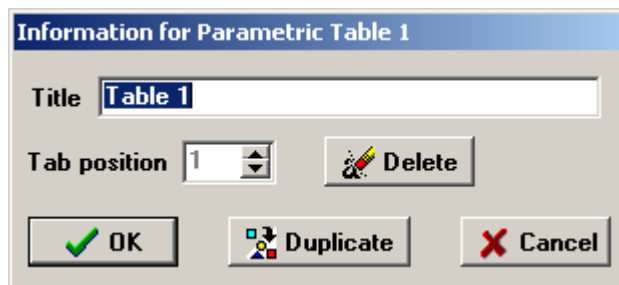 Information for Parametric Table 1
Title Table 1
Tab position 1 Delete
OK Duplicate Cancel